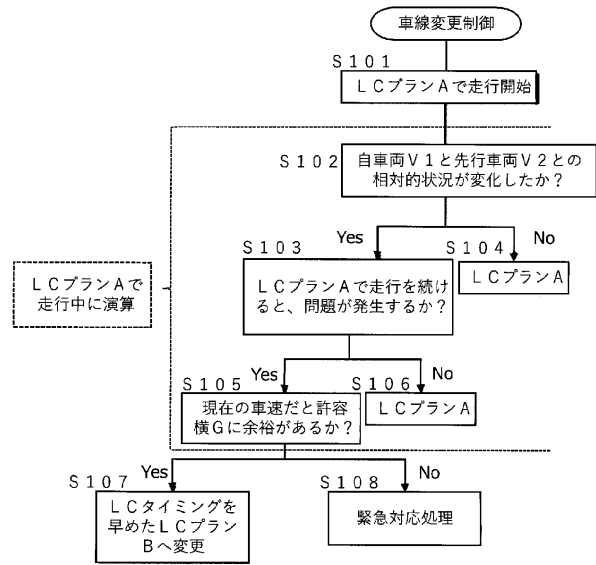 車線変更制御
Ｓ１０１
ＬＣプランＡで走行開始
Ｓ１０２
自車両Ｖ１と先行車両Ｖ２との
相対的状況が変化したか？
Yes
No
Ｓ１０３
Ｓ１０４
ＬＣプランＡで走行を続け
ると、問題が発生するか？
ＬＣプランＡ
ＬＣプランＡで
走行中に演算
Yes
No
Ｓ１０５
Ｓ１０６
現在の車速だと許容
横Ｇに余裕があるか？
ＬＣプランＡ
Yes
No
Ｓ１０７
Ｓ１０８
ＬＣタイミングを
早めたＬＣプラン
Ｂへ変更
緊急対応処理